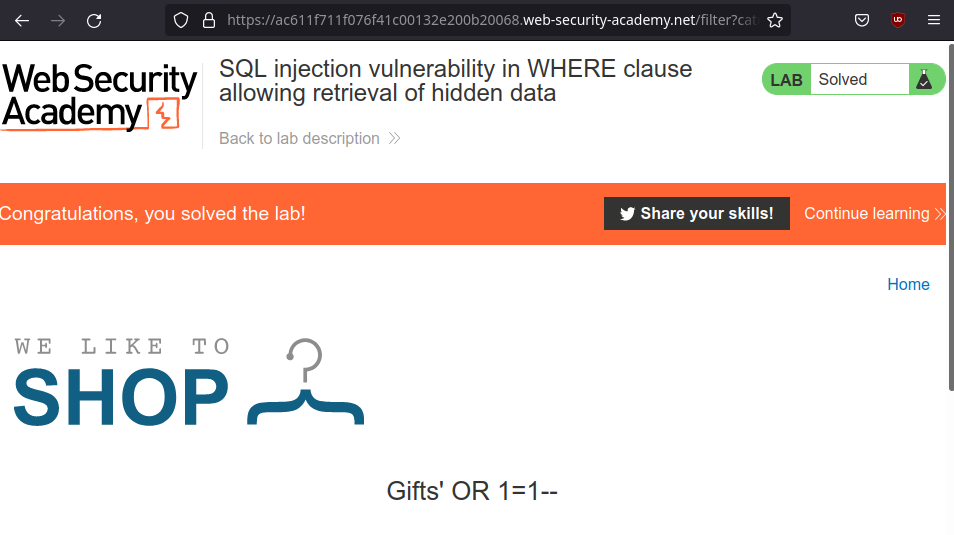 https://ac611f711f076f41c00132e200b20068.web-security-academy.net/filter?cat
Web Security
Academy
SQL injection vulnerability in WHERE clause
allowing retrieval of hidden data
Back to lab description
LAB Solved
Congratulations, you solved the lab!
Share your skills!
Continue learning
Home
WE LIKE TO
SHOP
Gifts' OR 1=1--